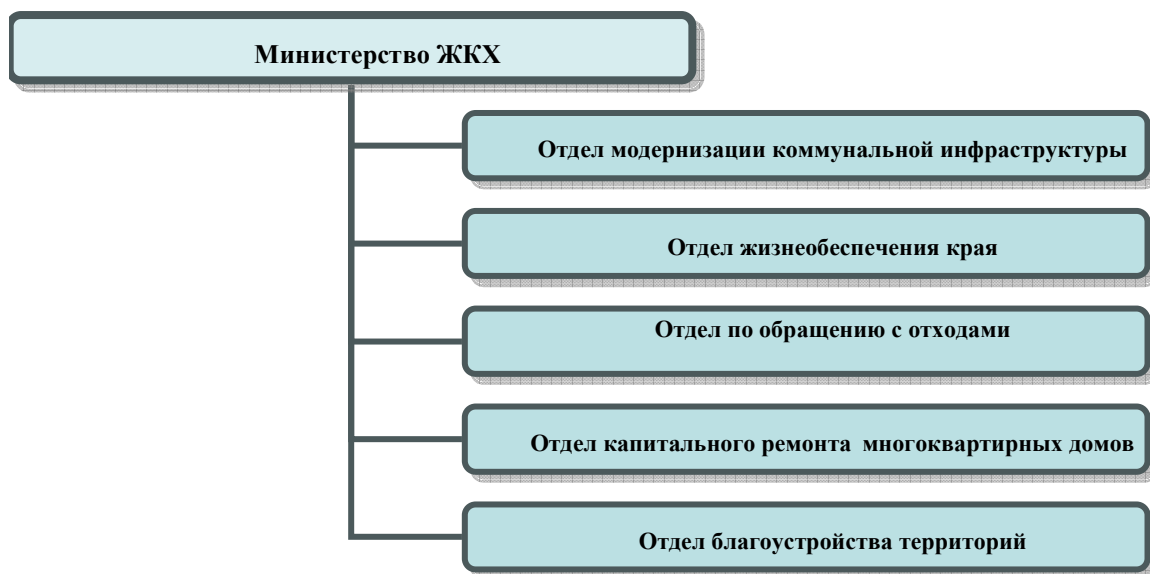 Министерство ЖКХ
Отдел модернизации коммунальной инфраструктуры
Отдел жизнеобеспечения края
Отдел по обращению с отходами
Отдел капитального ремонта многоквартирных домов
Отдел благоустройства территорий